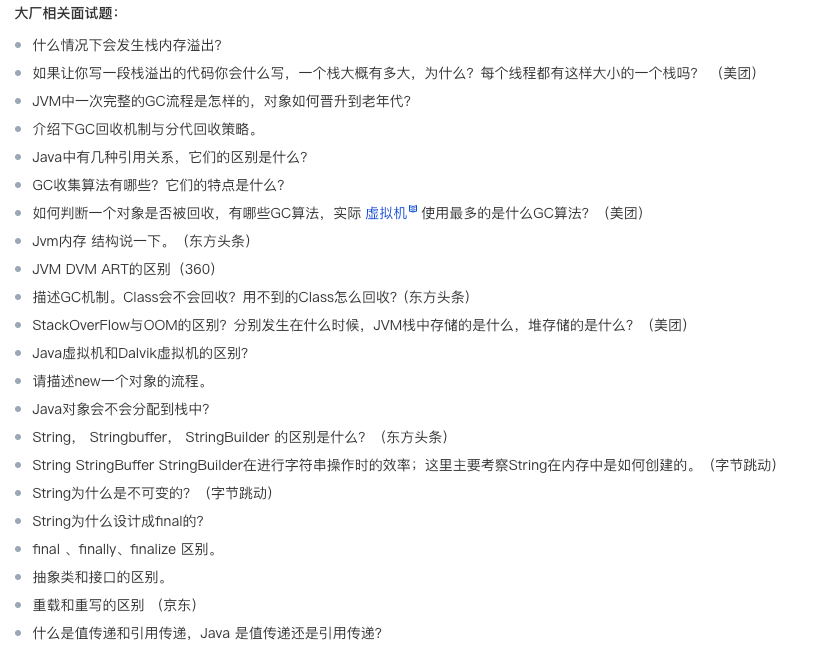 大厂相关面试题：
什么情况下会发生栈内存溢出？
如果让你写一段栈溢出的代码你会什么写，一个栈大概有多大，为什么？每个线程都有这样大小的一个栈吗？ （美团）
JVM中一次完整的GC流程是怎样的，对象如何晋升到老年代？
介绍下GC回收机制与分代回收策略。
Java中有几种引用关系，它们的区别是什么？
GC收集算法有哪些？它们的特点是什么？
如何判断一个对象是否被回收，有哪些GC算法，实际 虚拟机 使用最多的是什么GC算法？（美团）
Jvm内存 结构说一下。（东方头条）
JVM DVM ART的区别（360）
描述GC机制。Class会不会回收？用不到的Class怎么回收？（东方头条）
StackOverFlow与OOM的区别？分别发生在什么时候，JVM栈中存储的是什么，堆存储的是什么？（美团）
Java虚拟机和Dalvik虚拟机的区别？
请描述new一个对象的流程。
Java对象会不会分配到栈中？
String， Stringbuffer， StringBuilder 的区别是什么？（东方头条）
String StringBuffer StringBuilder在进行字符串操作时的效率；这里主要考察String在内存中是如何创建的。（字节跳动）
String为什么是不可变的？（字节跳动）
String为什么设计成final的？
final 、finally、finalize 区别。
抽象类和接口的区别。
重载和重写的区别 （京东）
什么是值传递和引用传递，Java 是值传递还是引用传递？